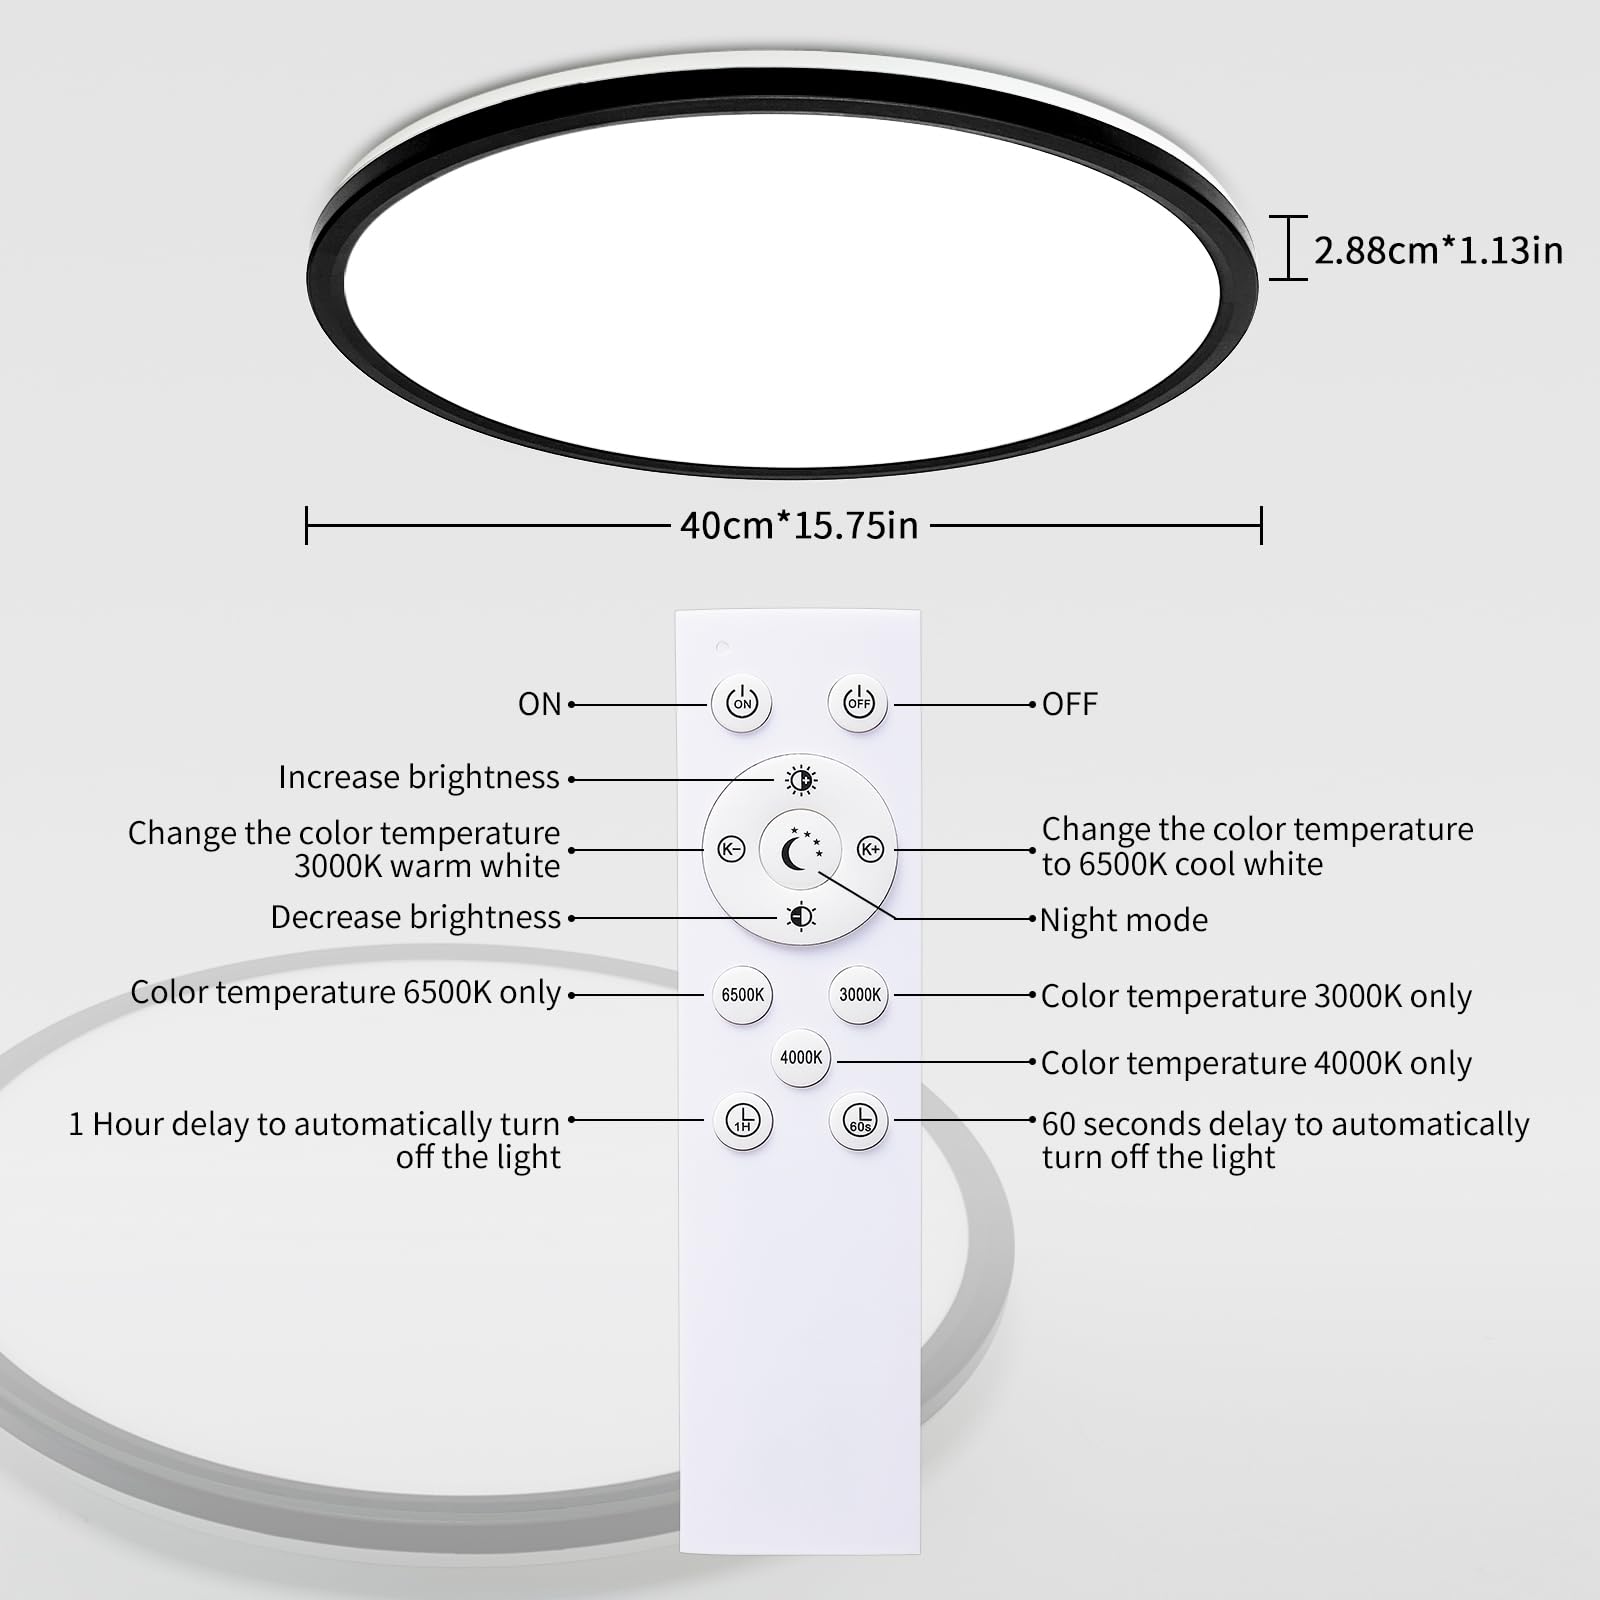 2.88cm*1.13in
40cm*15.75in
ON
ON
OFF
OFF
Increase brightness
Change the color temperature
3000K warm white
K-
K+
Change the color temperature
to 6500K cool white
Decrease brightness
Night mode
Color temperature 6500K only
6500K
3000K
Color temperature 3000K only
4000K
Color temperature 4000K only
1 Hour delay to automatically turn
off the light
1H
60s
60 seconds delay to automatically
turn off the light